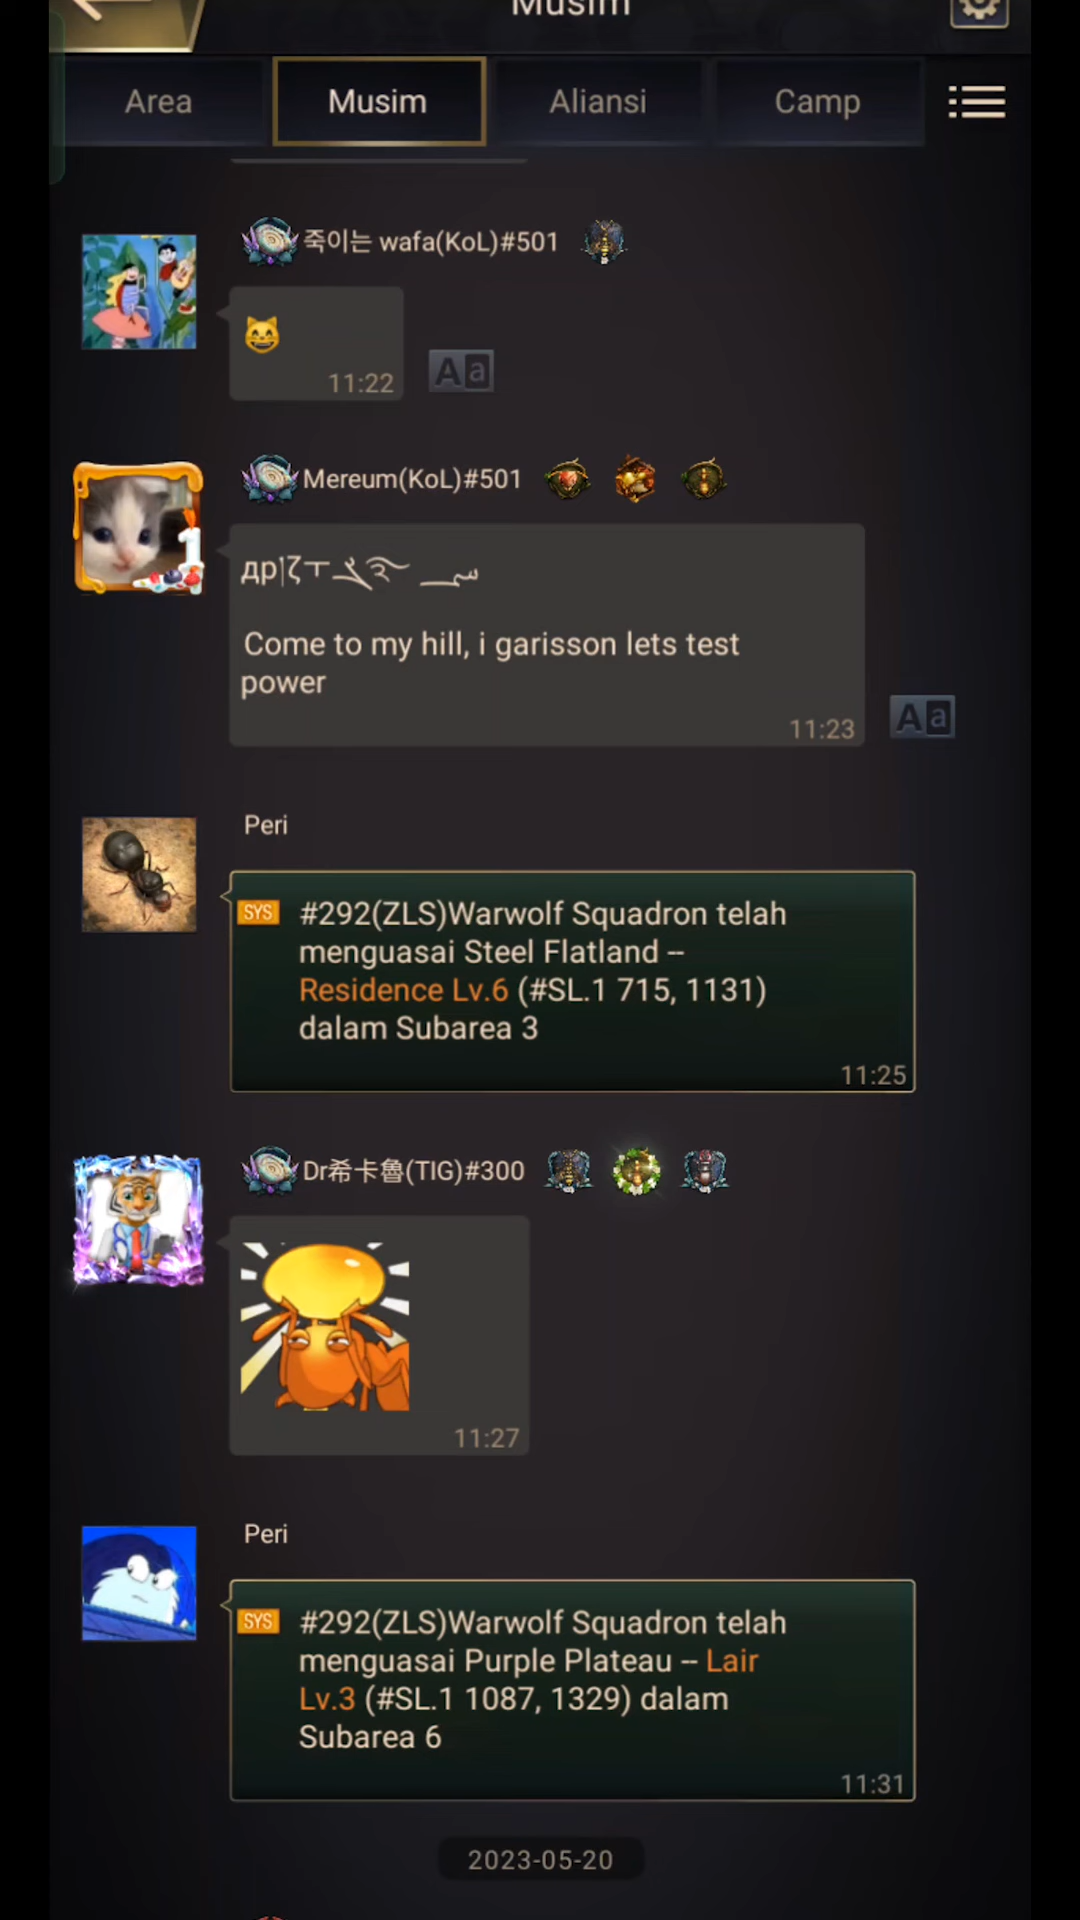 Musim
Area
Musim
Aliansi
Camp
죽이는 wafa(KoL)#501
11:22
Aa
Mereum(KoL)#501
Come to my hill, i garisson lets test
power
11:23
Aa
Peri
SYS #292(ZLS)Warwolf Squadron telah
menguasai Steel Flatland --
Residence Lv.6 (#SL.1 715, 1131)
dalam Subarea 3
11:25
Dr希卡魯(TIG)#300
11:27
Peri
SYS #292(ZLS)Warwolf Squadron telah
menguasai Purple Plateau -- Lair
Lv.3 (#SL.1 1087, 1329) dalam
Subarea 6
11:31
2023-05-20